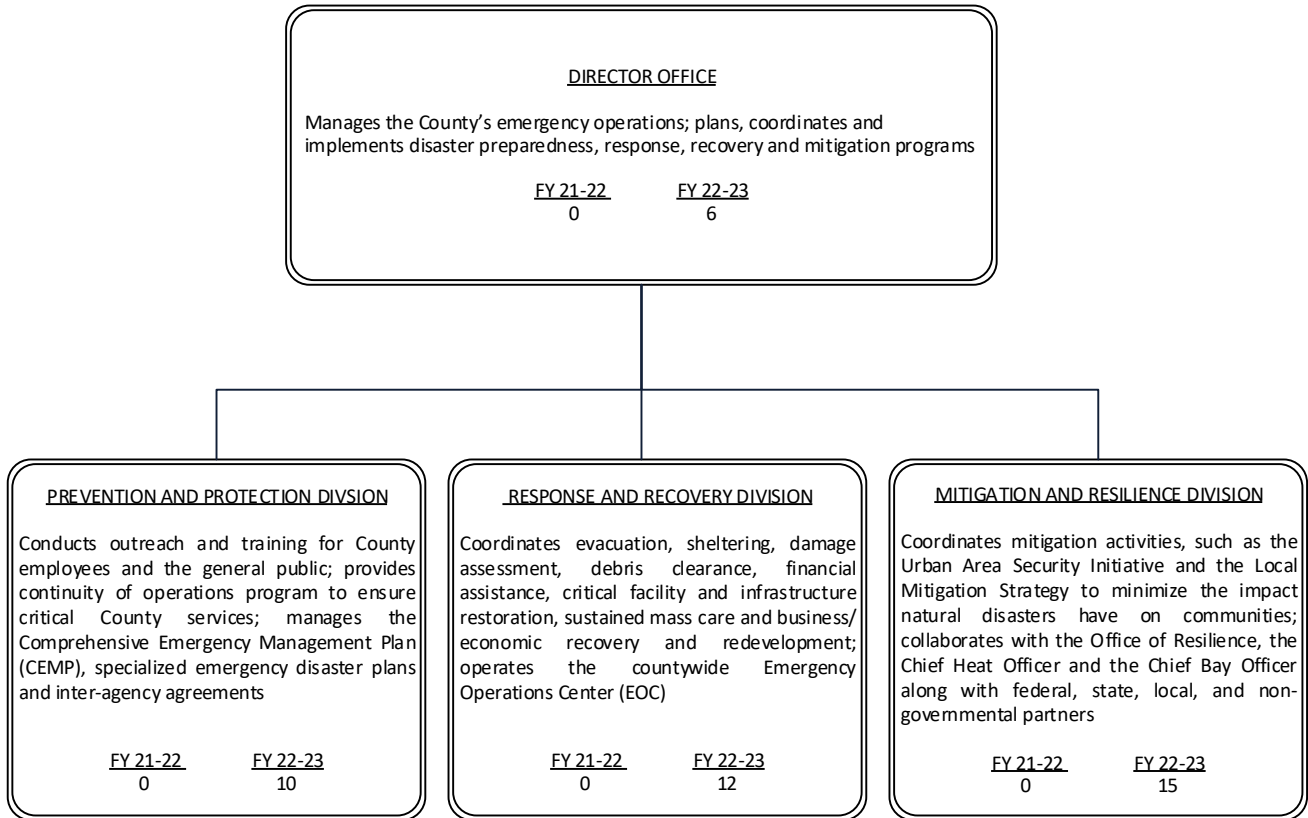 DIRECTOR OFFICE
Manages the County’s emergency operations; plans, coordinates and
implements disaster preparedness, response, recovery and mitigation programs
FY 21-22 FY 22-23
0 6
PREVENTION AND PROTECTION DIVSION
Conducts outreach and training for County
employees and the general public; provides
continuity of operations program to ensure
critical County services; manages the
Comprehensive Emergency Management Plan
(CEMP), specialized emergency disaster plans
and inter-agency agreements
FY 21-22 FY 22-23
0 10
RESPONSE AND RECOVERY DIVISION
Coordinates evacuation, sheltering, damage
assessment, debris clearance, financial
assistance, critical facility and infrastructure
restoration, sustained mass care and business/
economic recovery and redevelopment;
operates the countywide Emergency
Operations Center (EOC)
FY 21-22 FY 22-23
0 12
MITIGATION AND RESILIENCE DIVISION
Coordinates mitigation activities, such as the
Urban Area Security Initiative and the Local
Mitigation Strategy to minimize the impact
natural disasters have on communities;
collaborates with the Office of Resilience, the
Chief Heat Officer and the Chief Bay Officer
along with federal, state, local, and non-
governmental partners
FY 21-22 FY 22-23
0 15